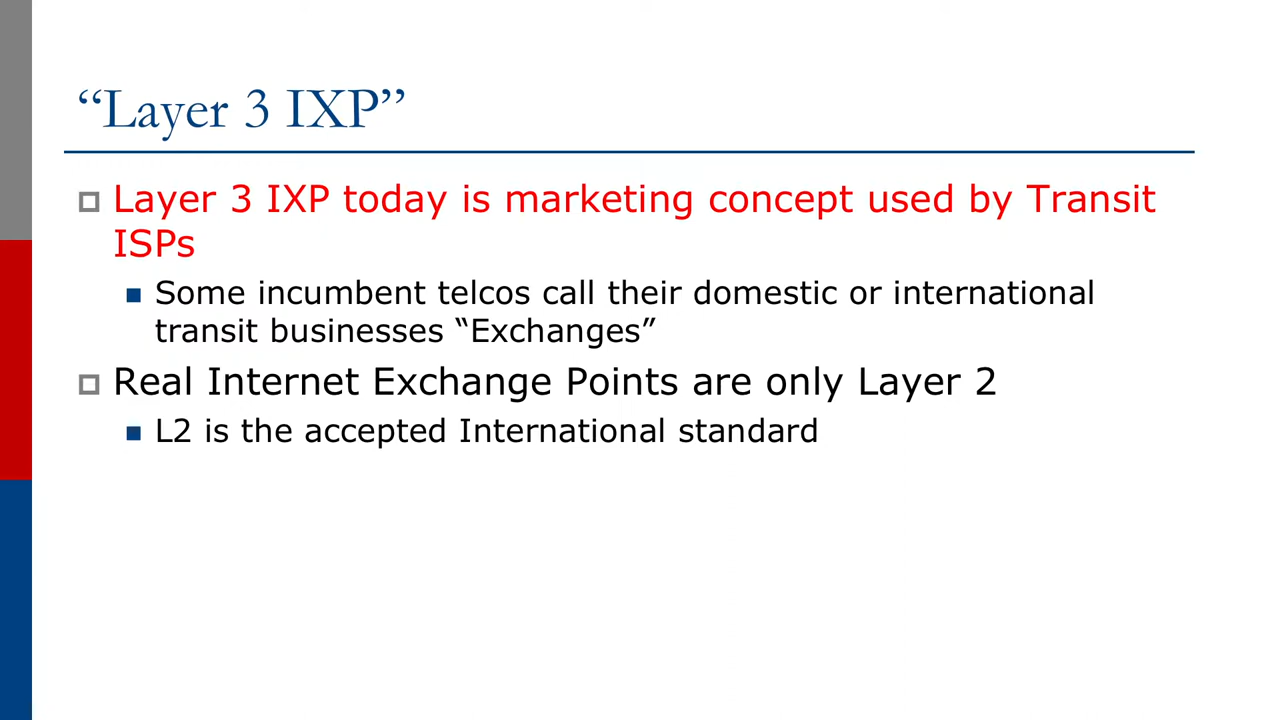 “Layer 3 IXP”
Layer 3 IXP today is marketing concept used by Transit
ISPs
Some incumbent telcos call their domestic or international
transit businesses “Exchanges”
Real Internet Exchange Points are only Layer 2
L2 is the accepted International standard